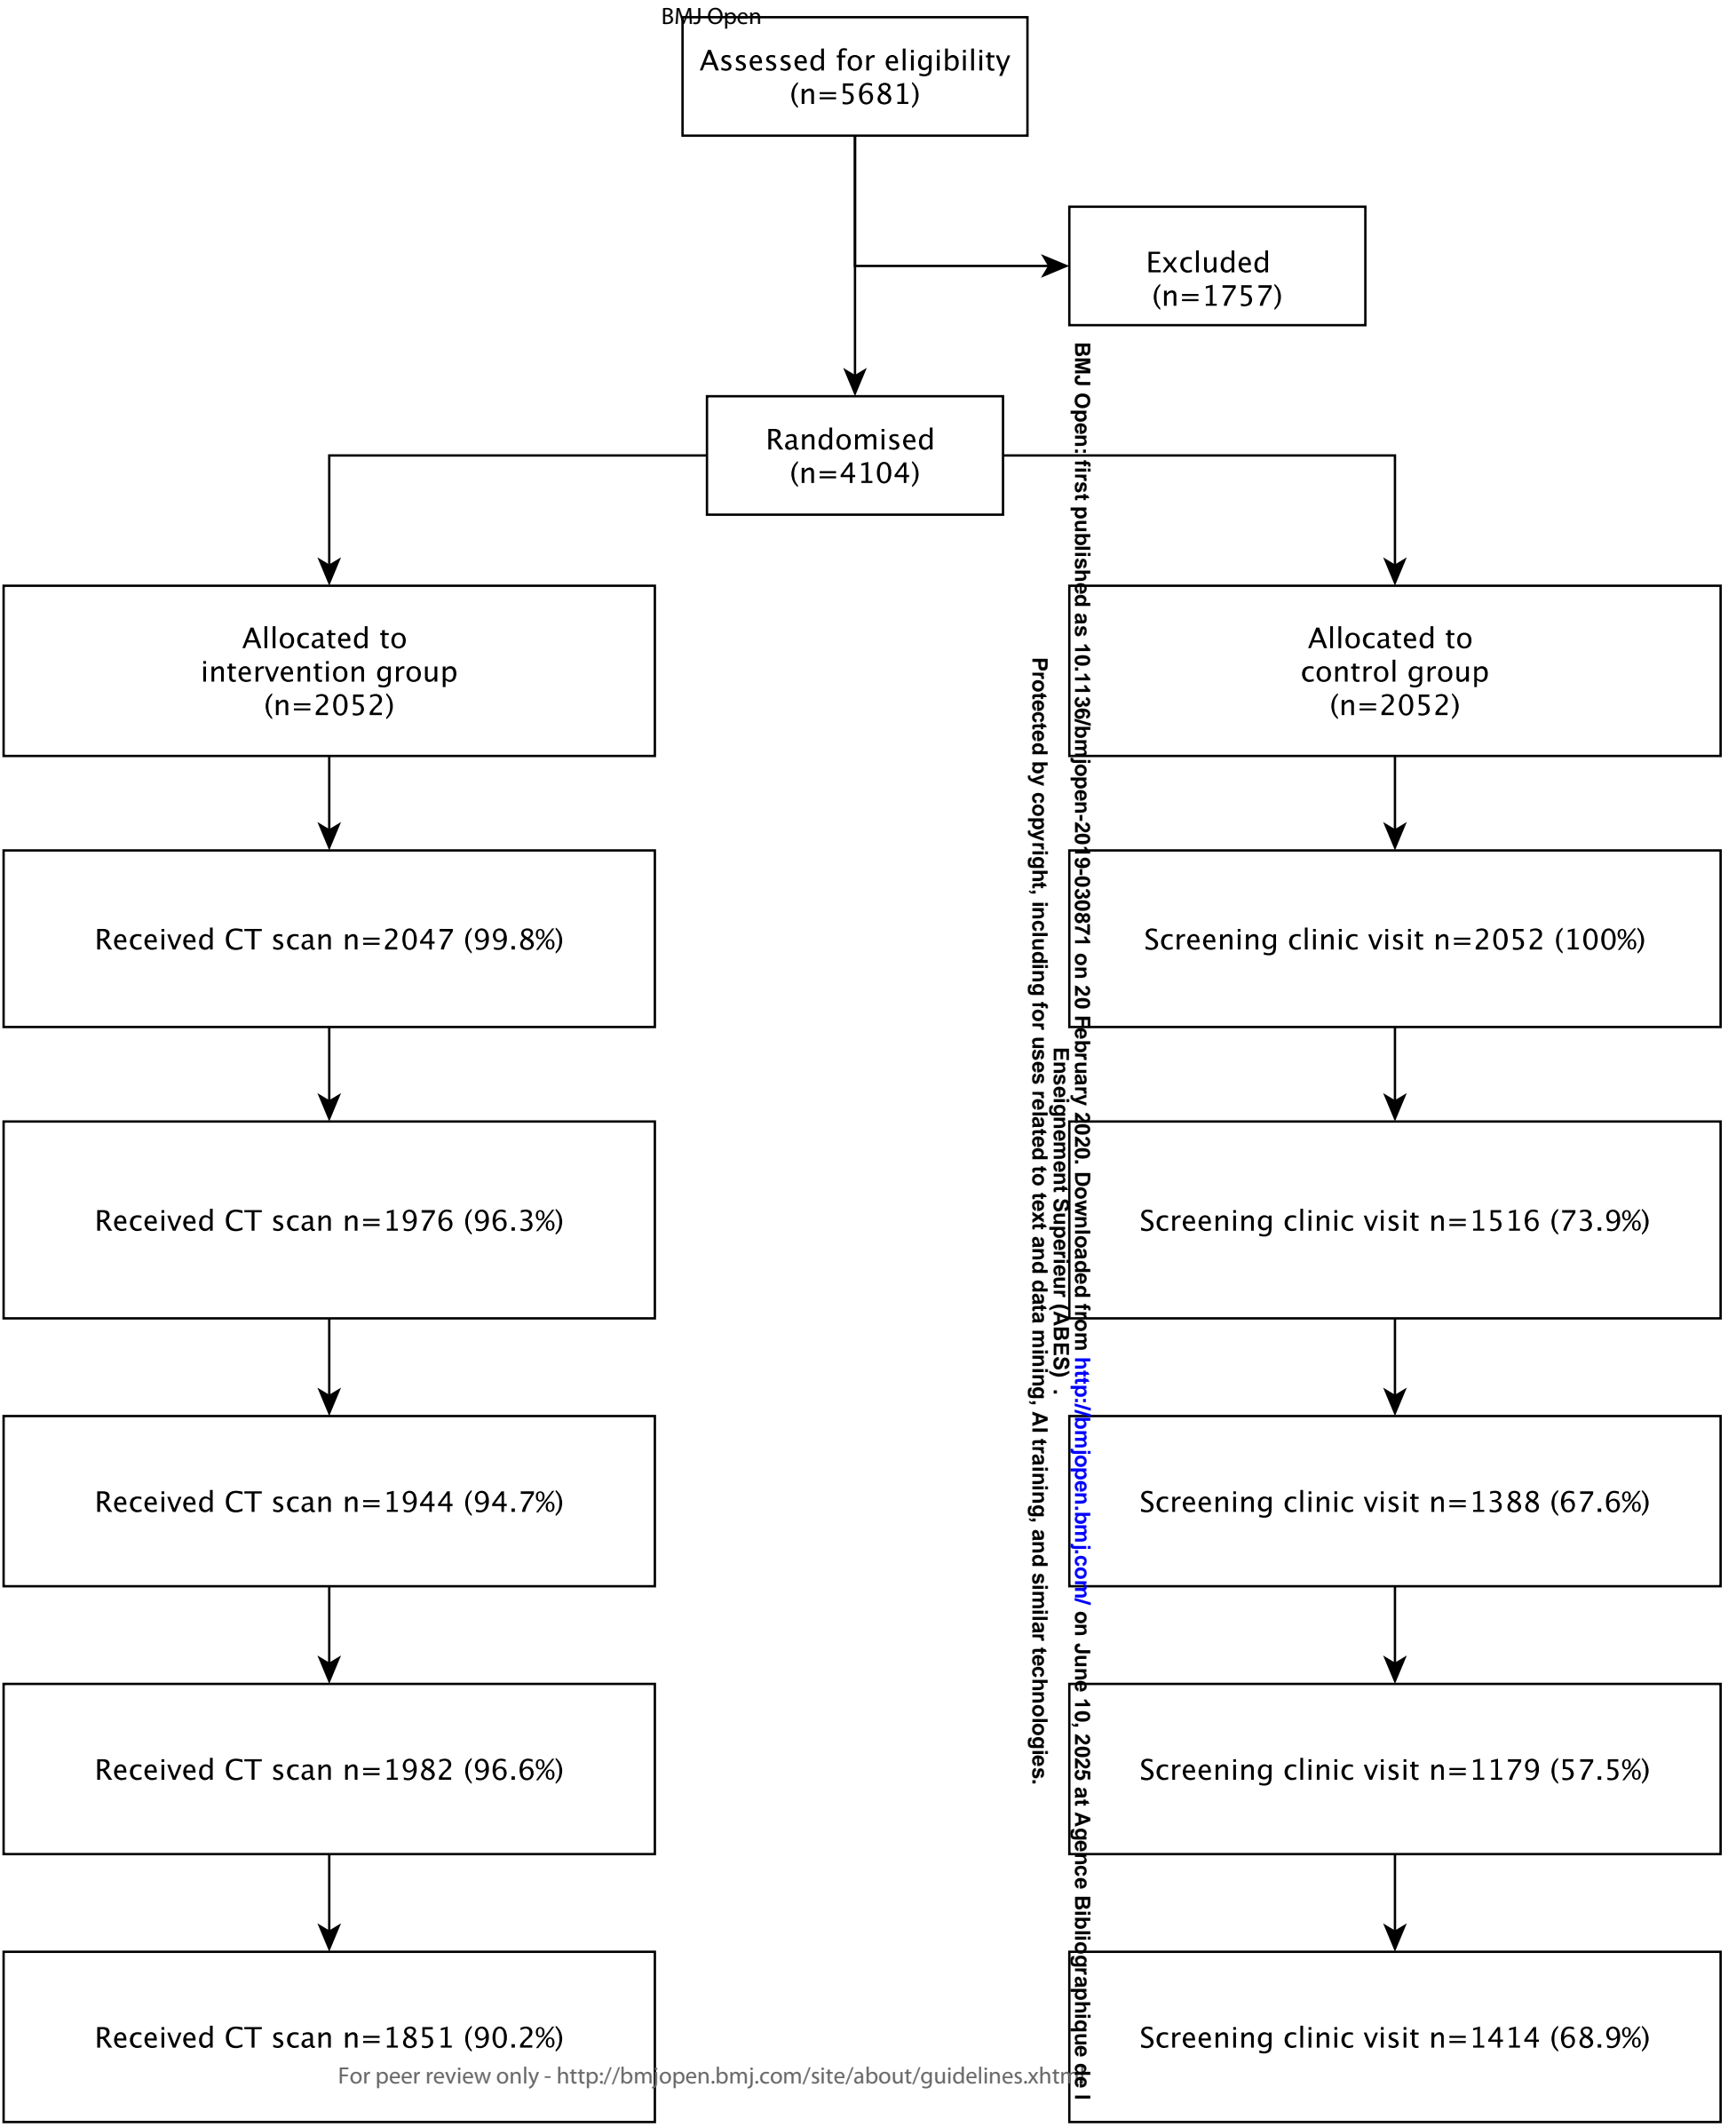 BMJ Open
Assessed for eligibility
(n=5681)
Excluded
(n=1757)
Randomised
(n=4104)
Allocated to
intervention group
(n=2052)
Allocated to
control group
(n=2052)
Received CT scan n=2047 (99.8%)
Screening clinic visit n=2052 (100%)
Received CT scan n=1976 (96.3%)
Screening clinic visit n=1516 (73.9%)
Received CT scan n=1944 (94.7%)
Screening clinic visit n=1388 (67.6%)
Received CT scan n=1982 (96.6%)
Screening clinic visit n=1179 (57.5%)
Received CT scan n=1851 (90.2%)
Screening clinic visit n=1414 (68.9%)
For peer review only - http://bmjopen.bmj.com/site/about/guidelines.xhtml
BMJ Open: first published as 10.1136/bmjopen-2019-030871 on 20 February 2020. Downloaded from http://bmjopen.bmj.com/ on June 10, 2025 at Agence Bibliographique de l
Enseignement Superieur (ABES) .
Protected by copyright, including for uses related to text and data mining, AI training, and similar technologies.